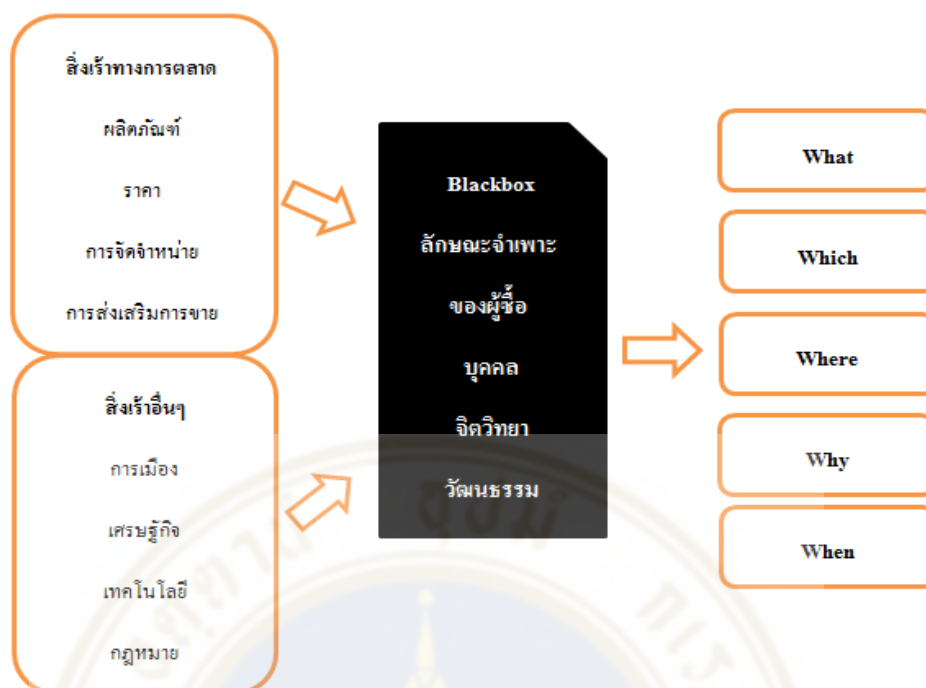 สิ่งเร้าทางการตลาด
ผลิตภัณฑ์
ราคา
การจัดจำหน่าย
การส่งเสริมการขาย
สิ่งเร้าอื่นๆ
การเมือง
เศรษฐกิจ
เทคโนโลยี
กฎหมาย
Blackbox
ลักษณะจำเพาะ
ของผู้ซื้อ
บุคคล
จิตวิทยา
วัฒนธรรม
What
Which
Where
Why
When